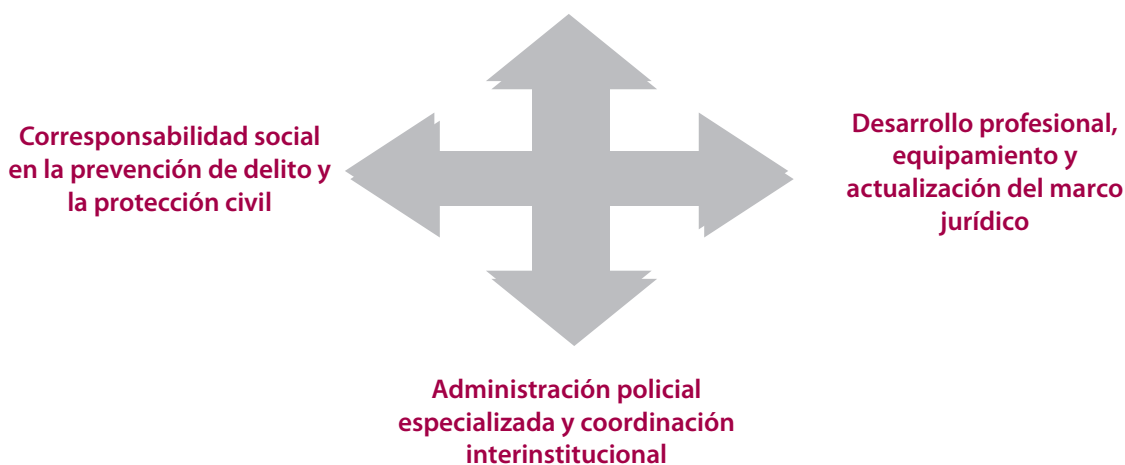 Corresponsabilidad social
en la prevención de delito y
la protección civil
Desarrollo profesional,
equipamiento y
actualización del marco
jurídico
Administración policial
especializada y coordinación
interinstitucional